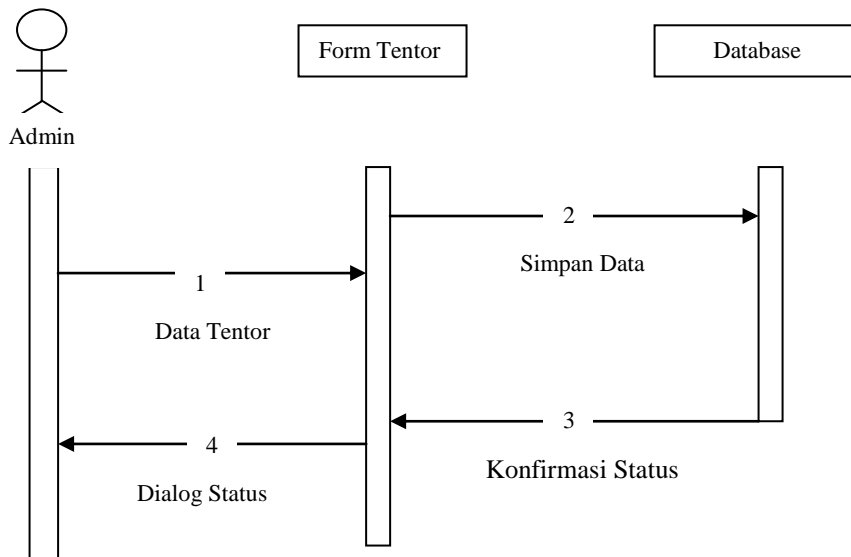 Form Tentor
Database
Admin
2
Simpan Data
1
Data Tentor
3
Konfirmasi Status
4
Dialog Status